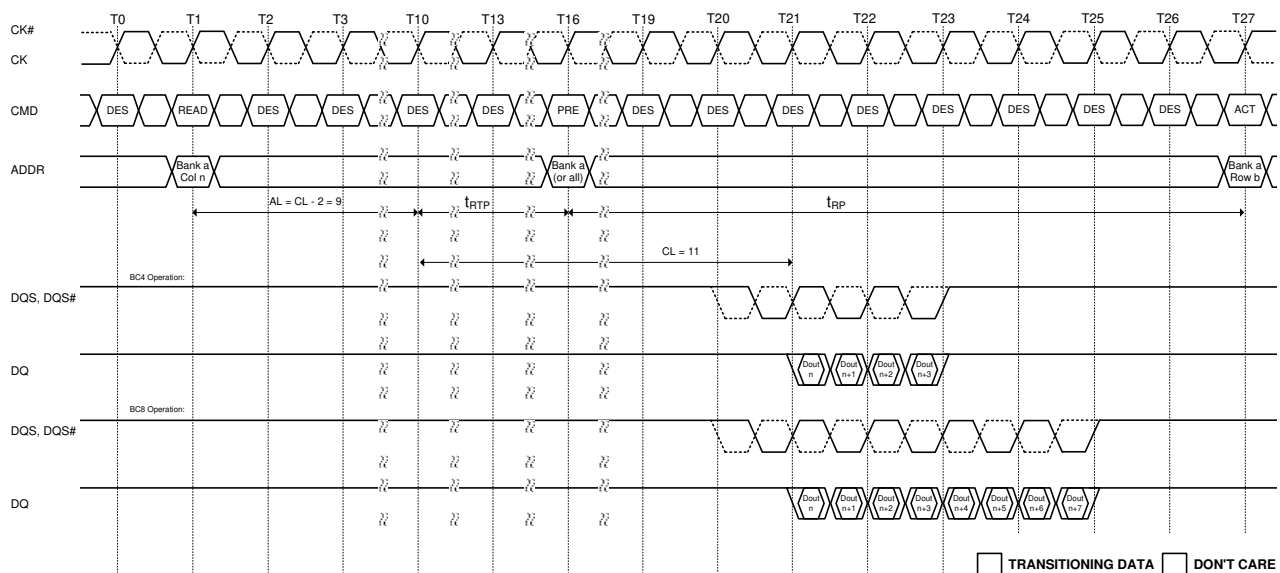 T0 T1 T2 T3 T10 T13 T16 T19 T20 T21 T22 T23 T24 T25 T26 T27
CK#
CK
CMD DES READ DES DES DES DES PRE DES DES DES DES DES DES DES DES ACT
ADDR Bank a Bank a Bank a
Col n (or all) Row b
AL = CL - 2 = 9 tRTP tRP
CL = 11
BC4 Operation:
DQS, DQS#
DQ Dout Dout Dout Dout
n n+1 n+2 n+3
BC8 Operation:
DQS, DQS#
DQ Dout Dout Dout Dout Dout Dout Dout Dout
n n+1 n+2 n+3 n+4 n+5 n+6 n+7
TRANSITIONING DATA DON'T CARE